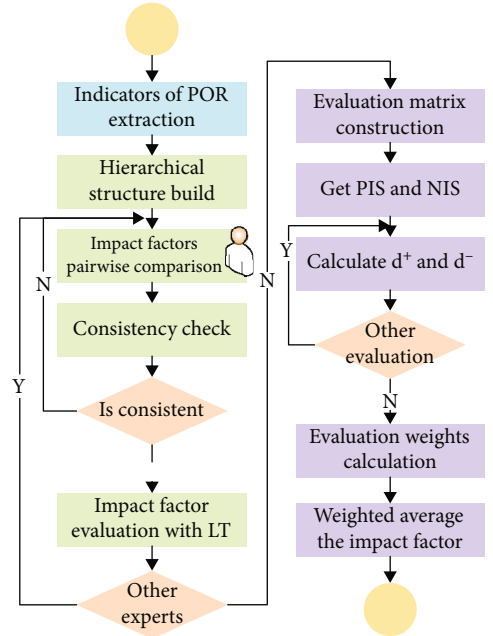 Indicators of POR
extraction
Hierarchical
structure build
Impact factors
pairwise comparison
N
Consistency check
Y
Is consistent
Impact factor
evaluation with LT
Other
experts
N
Evaluation matrix
construction
Get PIS and NIS
Y
Calculate d⁺ and d⁻
Other
evaluation
N
Evaluation weights
calculation
Weighted average
the impact factor